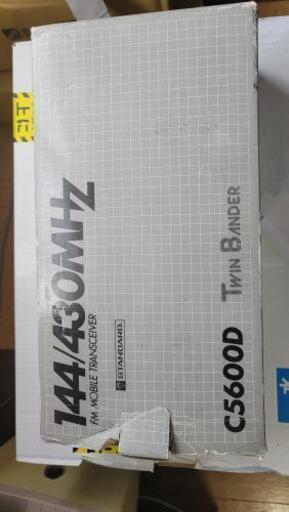 144/430MHz
FM MOBILE TRANSCEIVER
STANDARD
C5600D TWIN BANDER